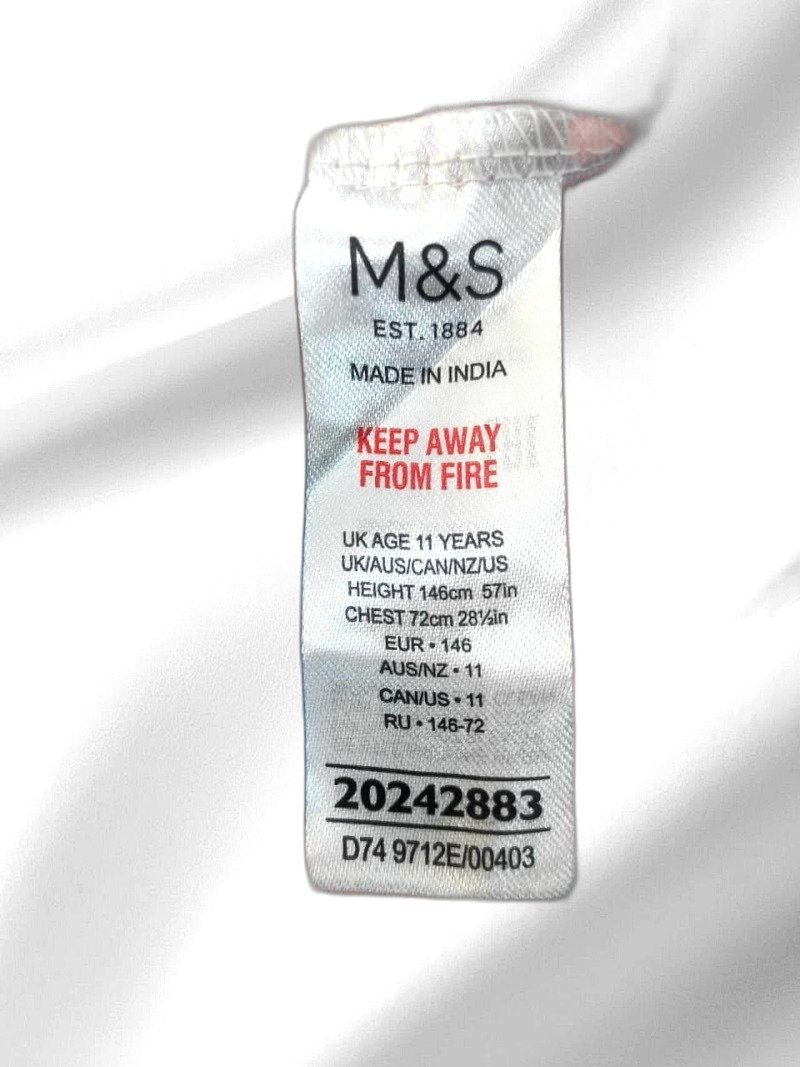 M&S
EST. 1884
MADE IN INDIA
KEEP AWAY
FROM FIRE
UK AGE 11 YEARS
UK/AUS/CAN/NZ/US
HEIGHT 146cm 57in
CHEST 72cm 28½in
EUR • 146
AUS/NZ • 11
CAN/US • 11
RU • 146-72
20242883
D74 9712E/00403